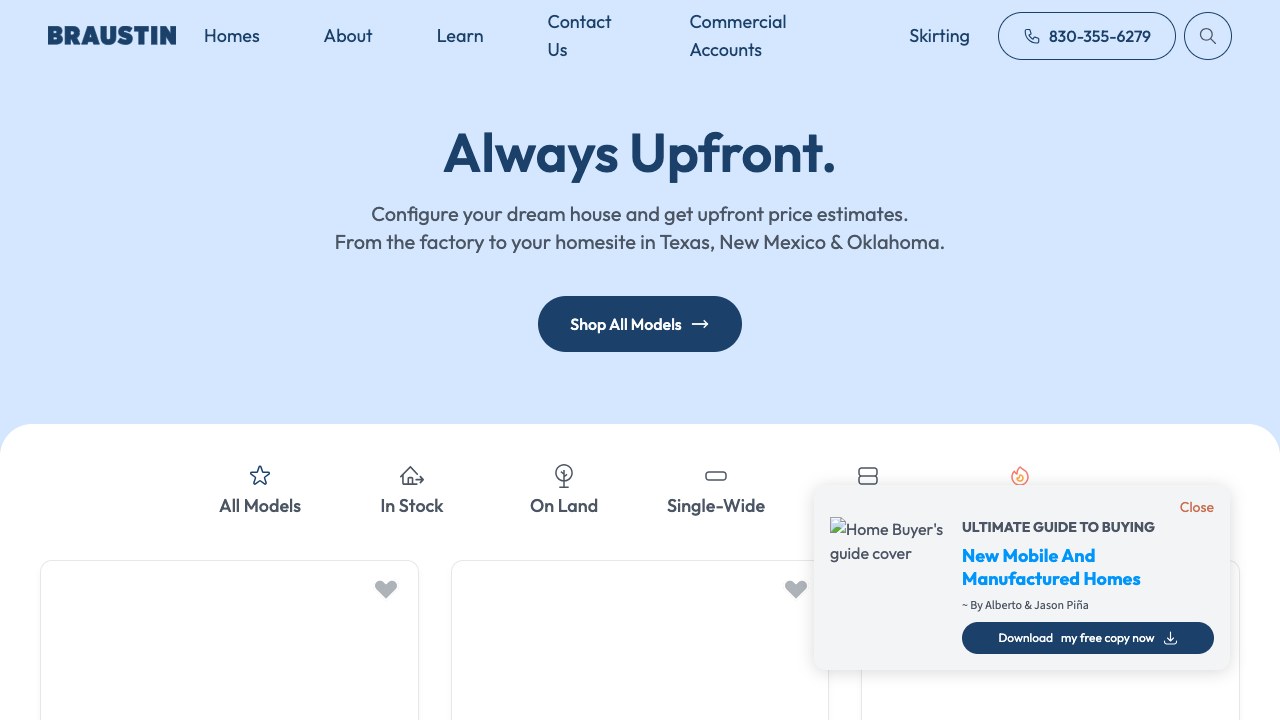 BRAUSTIN
Homes
About
Learn
Contact
Us
Commercial
Accounts
Skirting
830-355-6279
Always Upfront.
Configure your dream house and get upfront price estimates.
From the factory to your homesite in Texas, New Mexico & Oklahoma.
Shop All Models
All Models
In Stock
On Land
Single-Wide
Close
Home Buyer's
guide cover
ULTIMATE GUIDE TO BUYING
New Mobile And
Manufactured Homes
~ By Alberto & Jason Piña
Download my free copy now